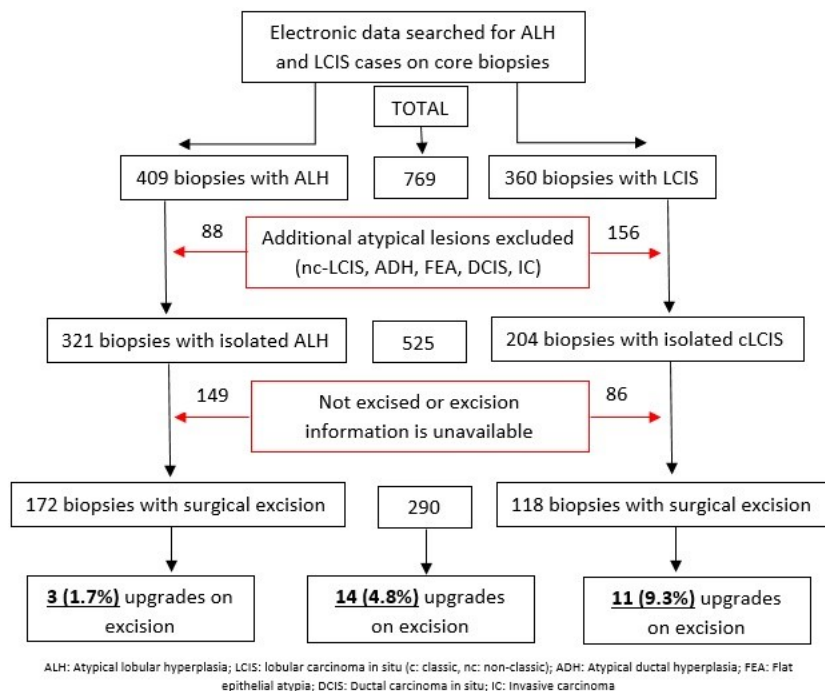 Electronic data searched for ALH
and LCIS cases on core biopsies
TOTAL
409 biopsies with ALH
769
360 biopsies with LCIS
88
Additional atypical lesions excluded
(nc-LCIS, ADH, FEA, DCIS, IC)
156
321 biopsies with isolated ALH
525
204 biopsies with isolated cLCIS
149
Not excised or excision
information is unavailable
86
172 biopsies with surgical excision
290
118 biopsies with surgical excision
3 (1.7%) upgrades on
excision
14 (4.8%) upgrades
on excision
11 (9.3%) upgrades
on excision
ALH: Atypical lobular hyperplasia; LCIS: lobular carcinoma in situ (c: classic, nc: non-classic); ADH: Atypical ductal hyperplasia; FEA: Flat
epithelial atypia; DCIS: Ductal carcinoma in situ; IC: Invasive carcinoma